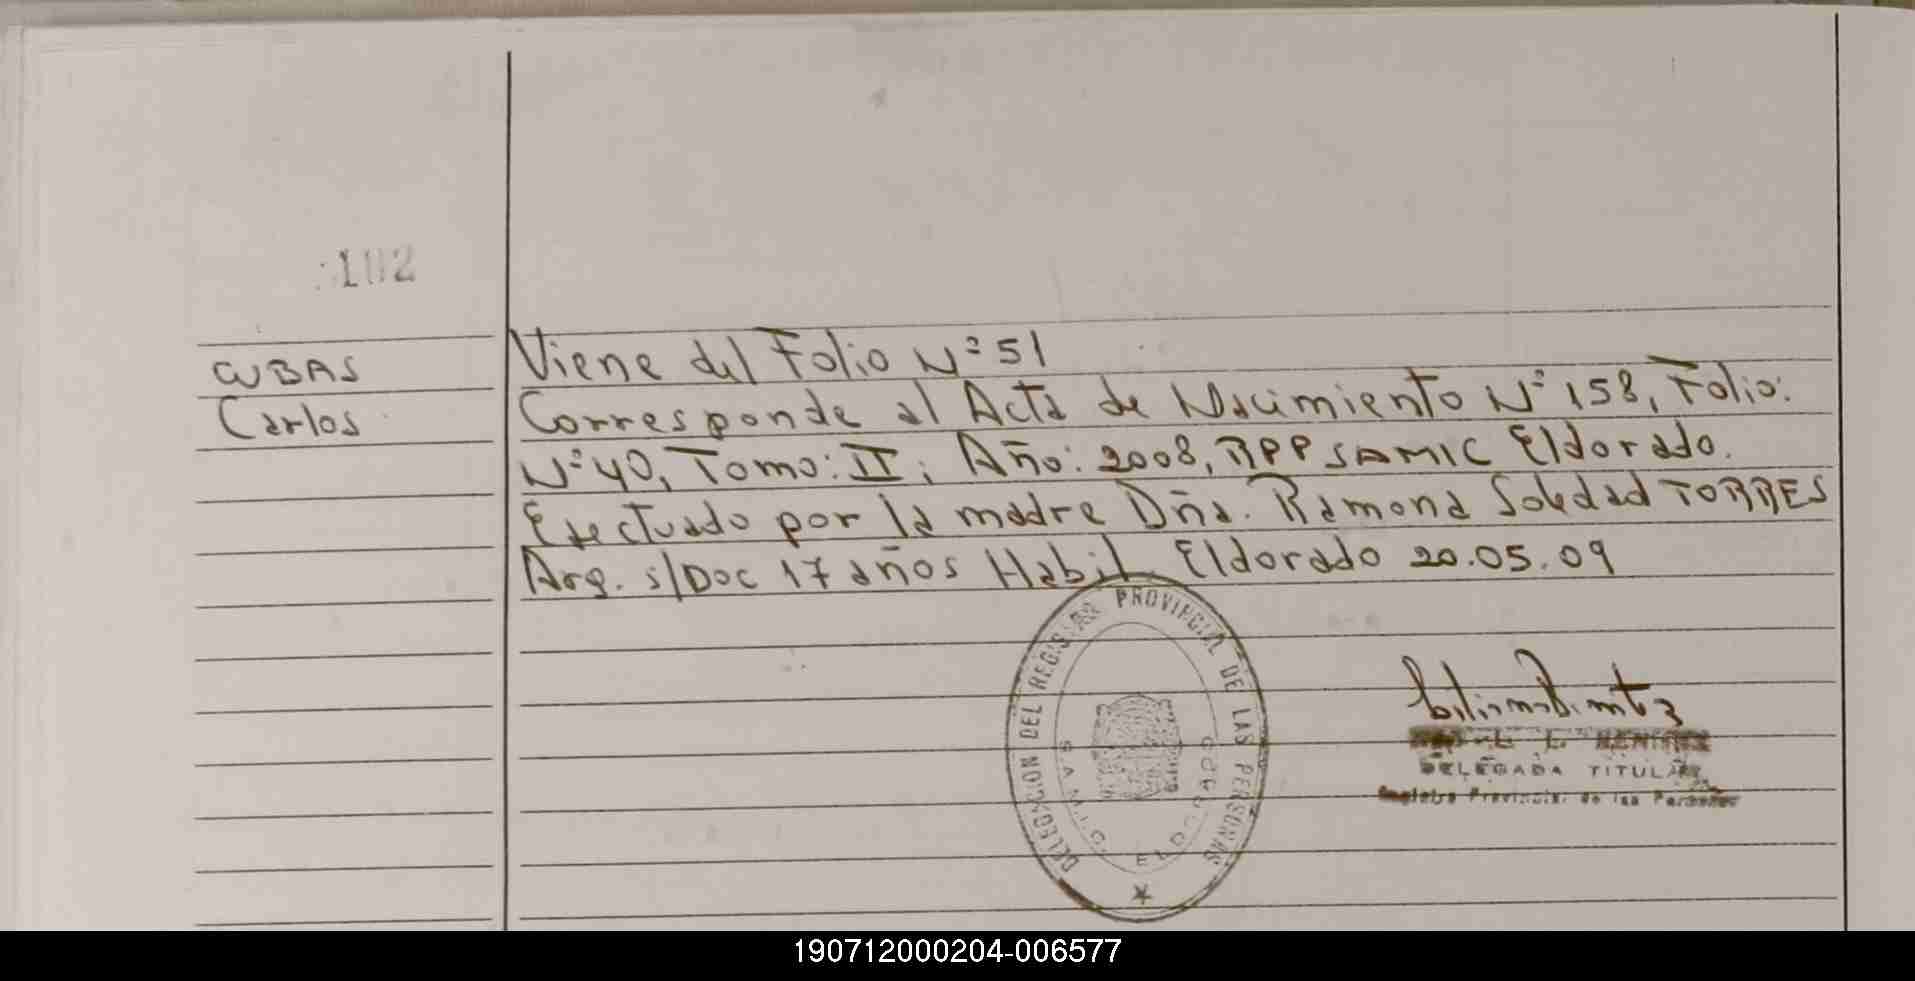 102
CUBAS
Carlos
Viene del Folio N° 51
Corresponde al Acta de Nacimiento N° 158, Folio:
N° 40, Tomo: II; Año: 2008, RPP SAMIC Eldorado.
Efectuado por la madre Dña. Ramona Soledad TORRES
Arg. s/Doc 17 años Habil. Eldorado 20.05.09
DELEGACION DEL REGISTRO PROVINCIAL DE LAS PERSONAS
S.A.M.I.C. ELDORADO
DELEGADA TITULAR
Registro Provincial de las Personas
190712000204-006577